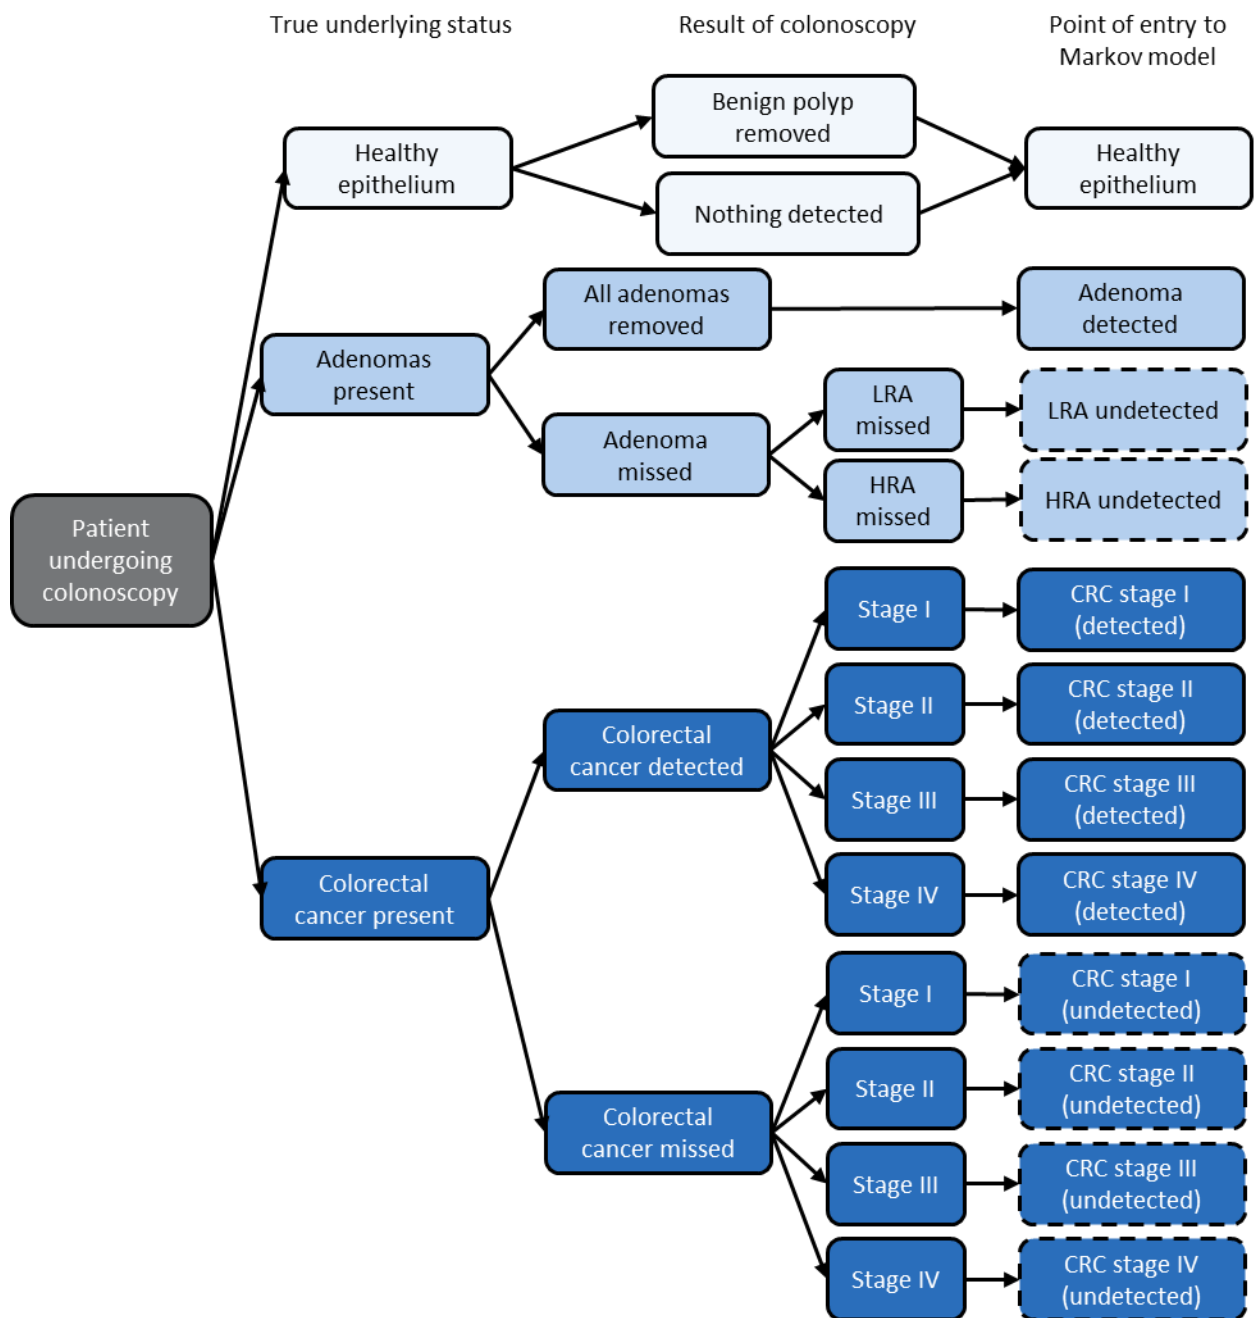 True underlying status
Result of colonoscopy
Point of entry to
Markov model
Benign polyp
removed
Healthy
epithelium
Nothing detected
Healthy
epithelium
All adenomas
removed
Adenoma
detected
Adenomas
present
LRA
missed
LRA undetected
Adenoma
missed
HRA
missed
HRA undetected
Patient
undergoing
colonoscopy
Stage I
CRC stage I
(detected)
Stage II
CRC stage II
(detected)
Colorectal
cancer detected
Stage III
CRC stage III
(detected)
Stage IV
CRC stage IV
(detected)
Colorectal
cancer present
Stage I
CRC stage I
(undetected)
Stage II
CRC stage II
(undetected)
Colorectal
cancer missed
Stage III
CRC stage III
(undetected)
Stage IV
CRC stage IV
(undetected)